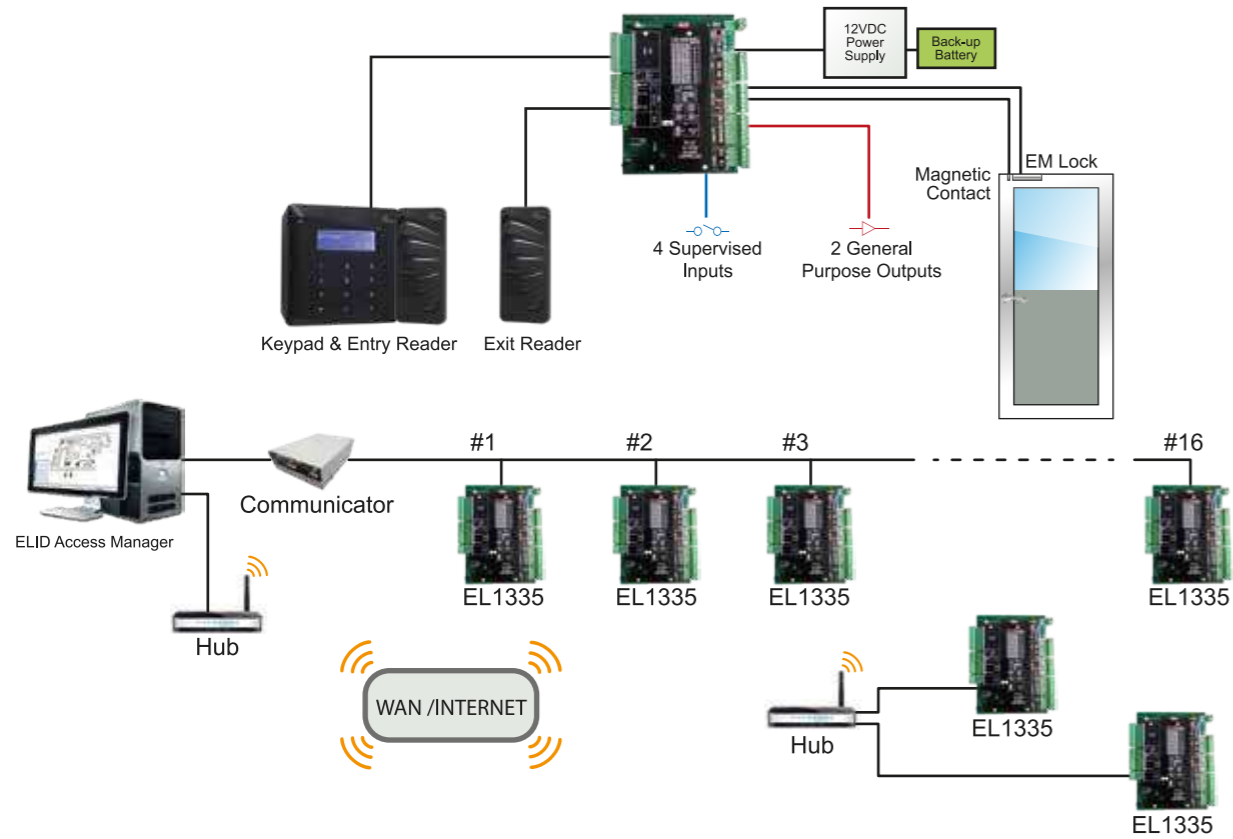 12VDC
Power
Supply
Back-up
Battery
Magnetic
Contact
EM Lock
4 Supervised
Inputs
2 General
Purpose Outputs
Keypad & Entry Reader
Exit Reader
#1
#2
#3
#16
Communicator
ELID Access Manager
EL1335
EL1335
EL1335
EL1335
Hub
WAN /INTERNET
Hub
EL1335
EL1335